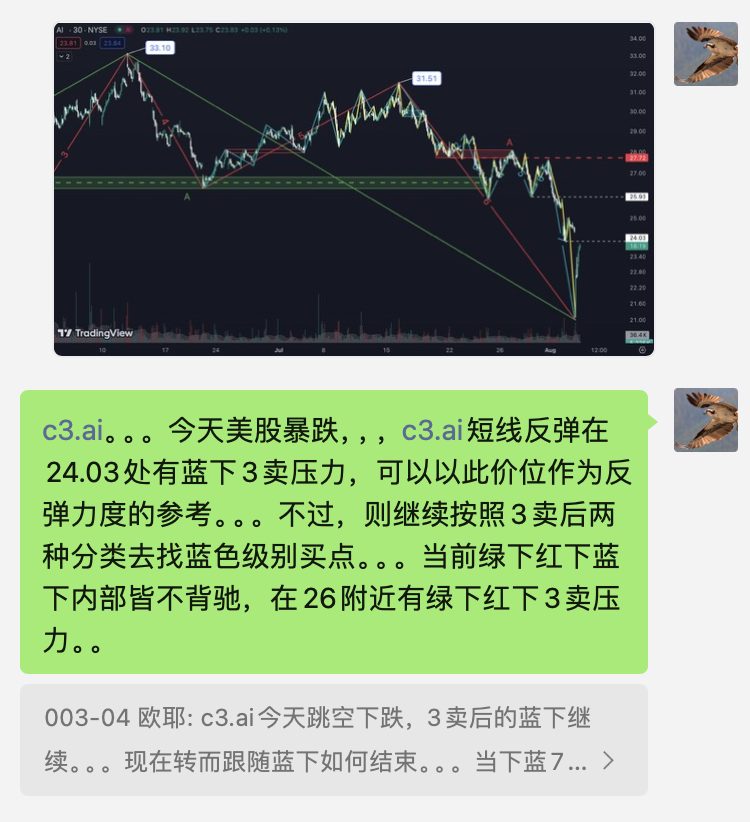 AI · 30 · NYSE O23.81 H23.92 L23.75 C23.83 +0.03 (+0.13%)
23.81 0.03 23.84
2
33.10
31.51
3
4
5
6
A
A
34.00
33.00
32.00
31.00
30.00
29.00
28.00
27.72
27.00
25.93
25.00
24.03
23.40
22.80
22.20
21.60
21.00
36.4K
TradingView
10 17 24 Jul 8 15 22 26 Aug 12:00
c3.ai。。。今天美股暴跌，，，c3.ai短线反弹在
24.03处有蓝下3卖压力，可以以此价位作为反
弹力度的参考。。。不过，则继续按照3卖后两
种分类去找蓝色级别买点。。。当前绿下红下蓝
下内部皆不背驰，在26附近有绿下红下3卖压
力。。
003-04 欧耶: c3.ai今天跳空下跌，3卖后的蓝下继
续。。。现在转而跟随蓝下如何结束。。。当下蓝7...